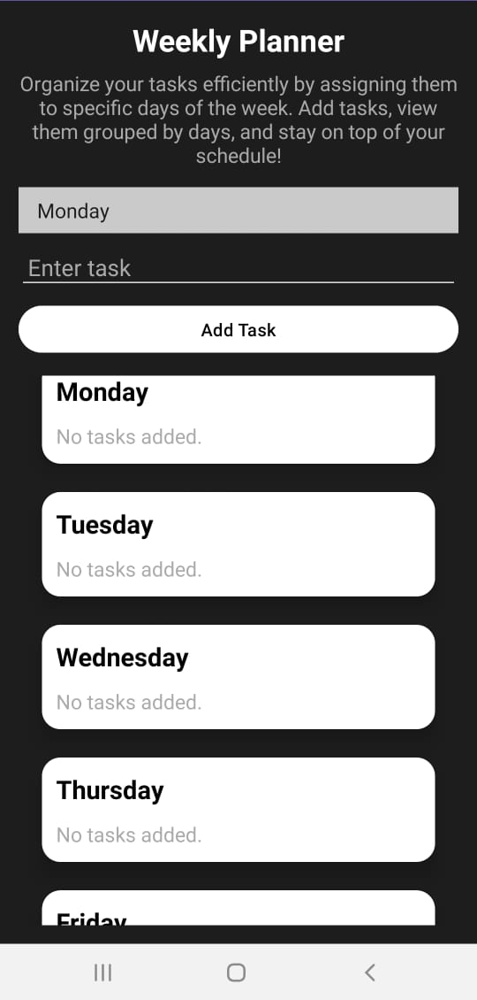 Weekly Planner
Organize your tasks efficiently by assigning them
to specific days of the week. Add tasks, view
them grouped by days, and stay on top of your
schedule!
Monday
Enter task
Add Task
Monday
No tasks added.
Tuesday
No tasks added.
Wednesday
No tasks added.
Thursday
No tasks added.
Friday